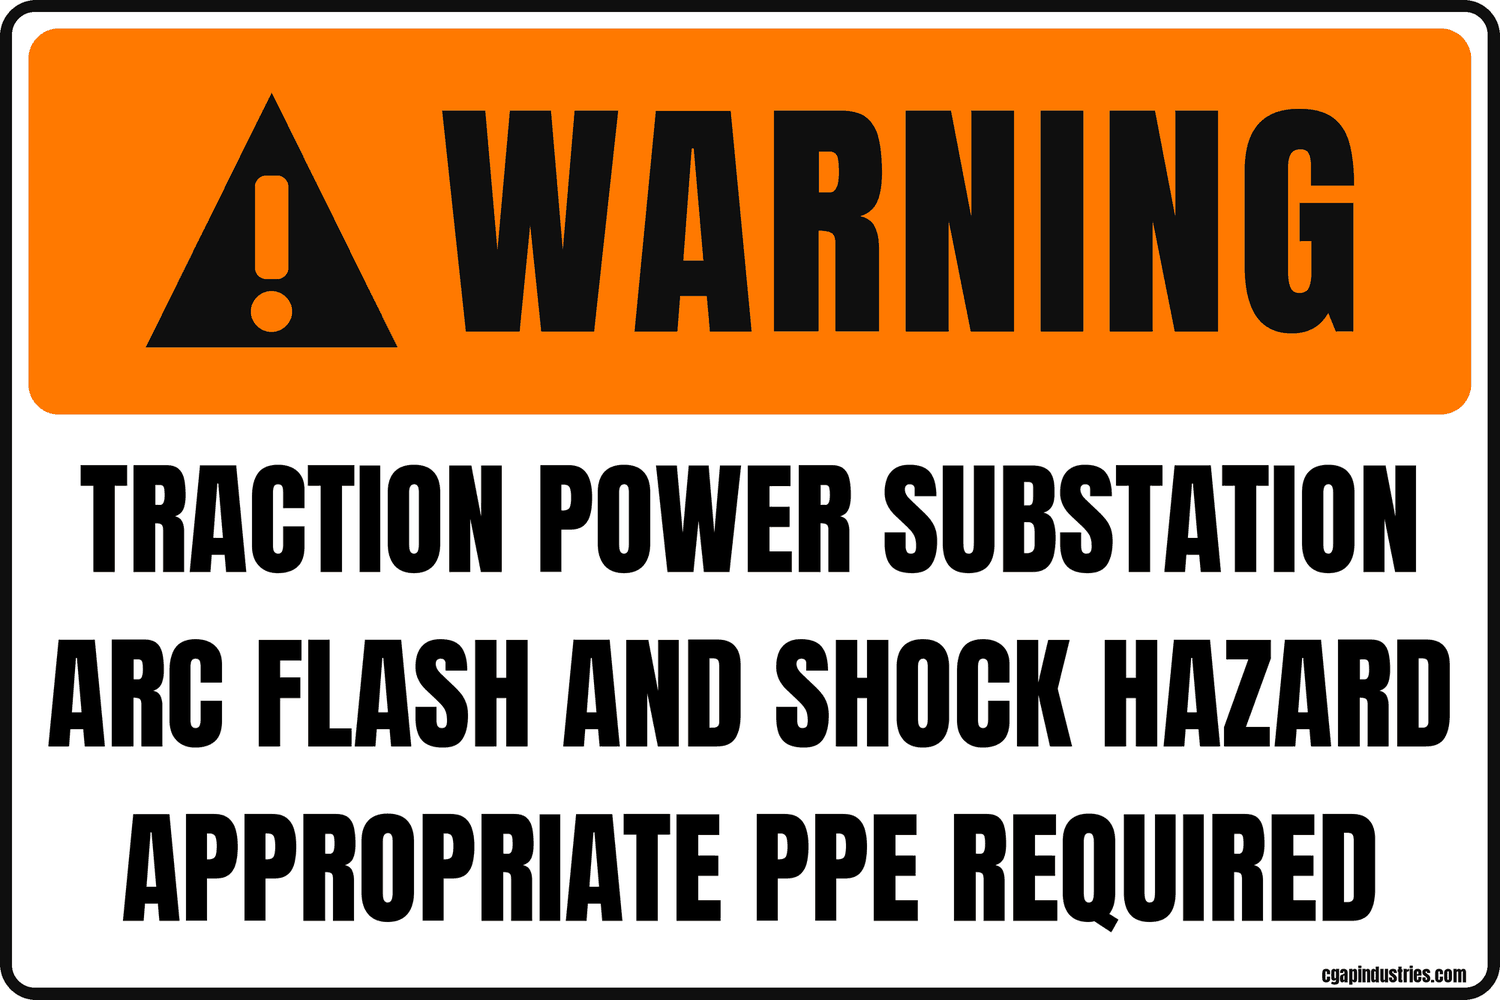 WARNING
TRACTION POWER SUBSTATION
ARC FLASH AND SHOCK HAZARD
APPROPRIATE PPE REQUIRED
cgapindustries.com